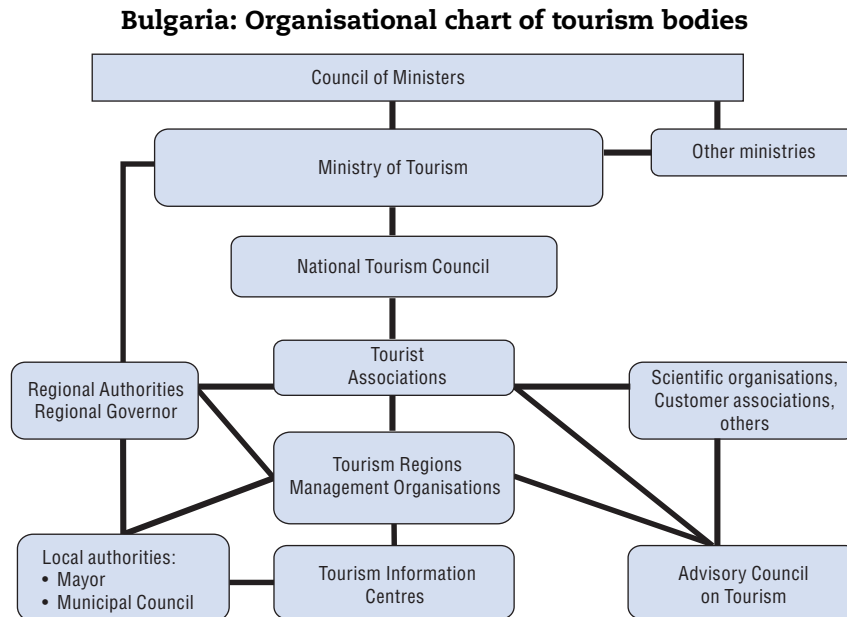 Bulgaria: Organisational chart of tourism bodies
Council of Ministers
Ministry of Tourism
Other ministries
National Tourism Council
Tourist
Associations
Regional Authorities
Regional Governor
Scientific organisations,
Customer associations,
others
Tourism Regions
Management Organisations
Local authorities:
• Mayor
• Municipal Council
Tourism Information
Centres
Advisory Council
on Tourism